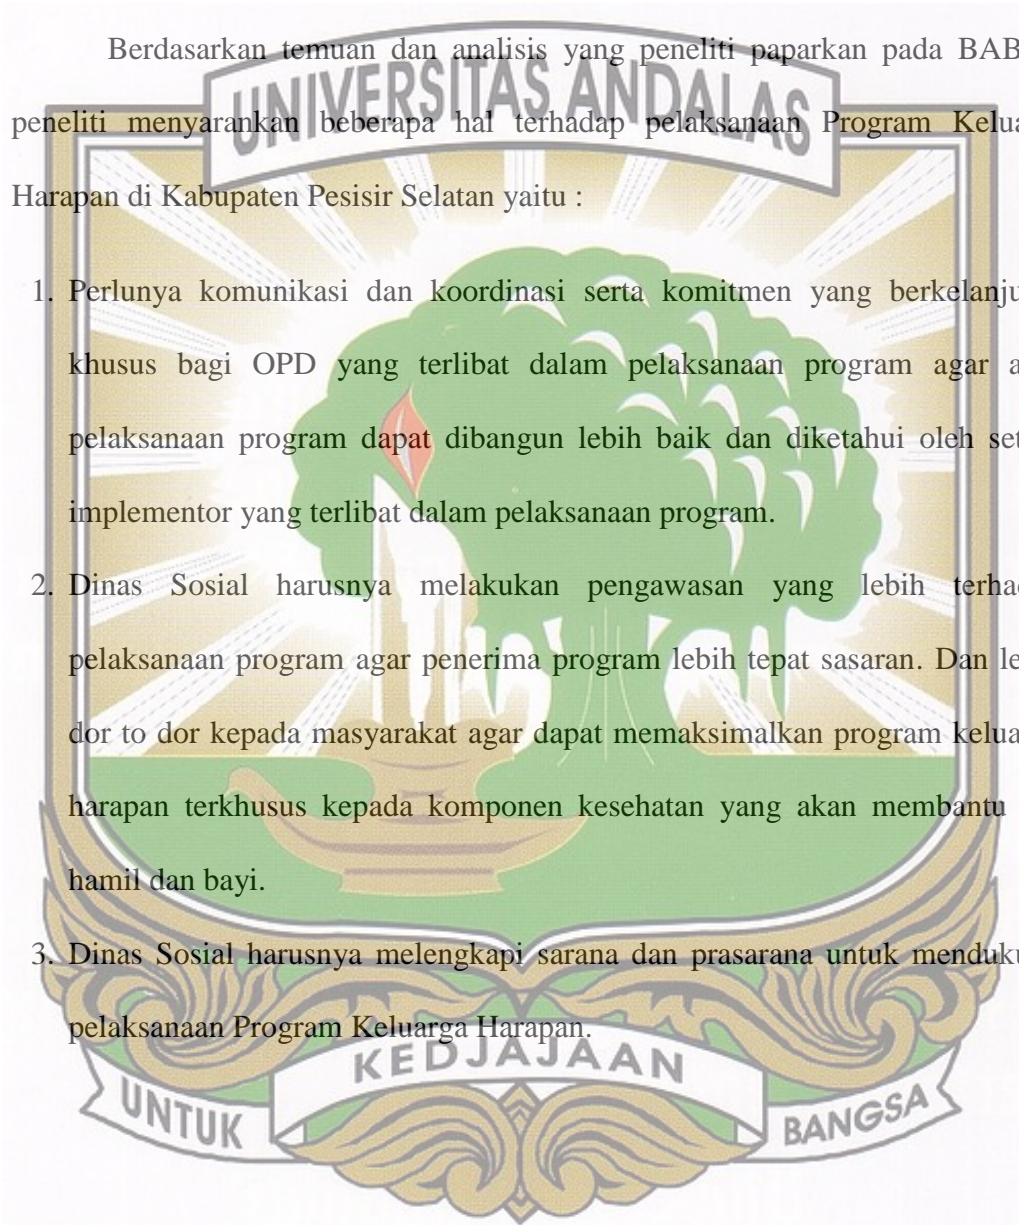 Berdasarkan temuan dan analisis yang peneliti paparkan pada BAB
UNIVERSITAS ANDALAS
peneliti menyarankan beberapa hal terhadap pelaksanaan Program Kelua
Harapan di Kabupaten Pesisir Selatan yaitu :
1. Perlunya komunikasi dan koordinasi serta komitmen yang berkelanju
khusus bagi OPD yang terlibat dalam pelaksanaan program agar a
pelaksanaan program dapat dibangun lebih baik dan diketahui oleh set
implementor yang terlibat dalam pelaksanaan program.
2. Dinas Sosial harusnya melakukan pengawasan yang lebih terhad
pelaksanaan program agar penerima program lebih tepat sasaran. Dan le
dor to dor kepada masyarakat agar dapat memaksimalkan program kelua
harapan terkhusus kepada komponen kesehatan yang akan membantu
hamil dan bayi.
3. Dinas Sosial harusnya melengkapi sarana dan prasarana untuk menduku
pelaksanaan Program Keluarga Harapan.
UNTUK KEDJAJAAN BANGSA